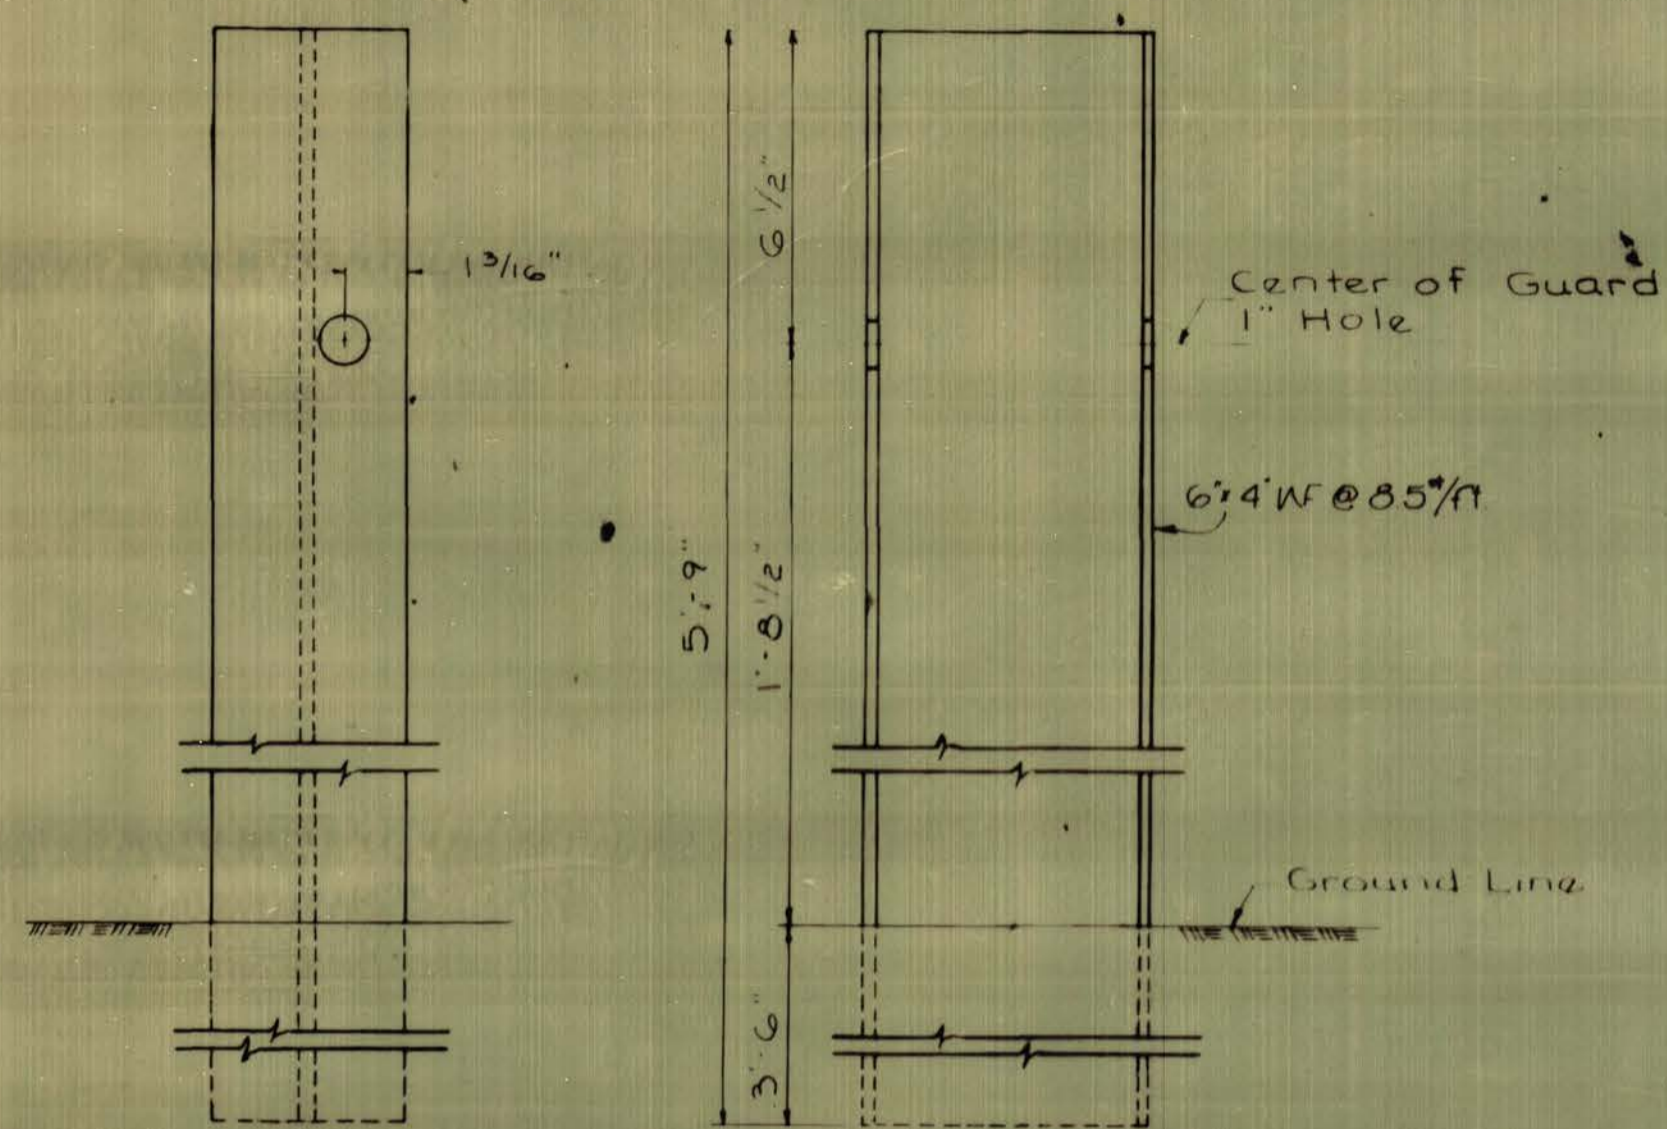 1 3/16"
6 1/2"
Center of Guard
1" Hole
6"x4" WF @ 8.5#/ft
5'-9"
1'-8 1/2"
Ground Line
3'-6"